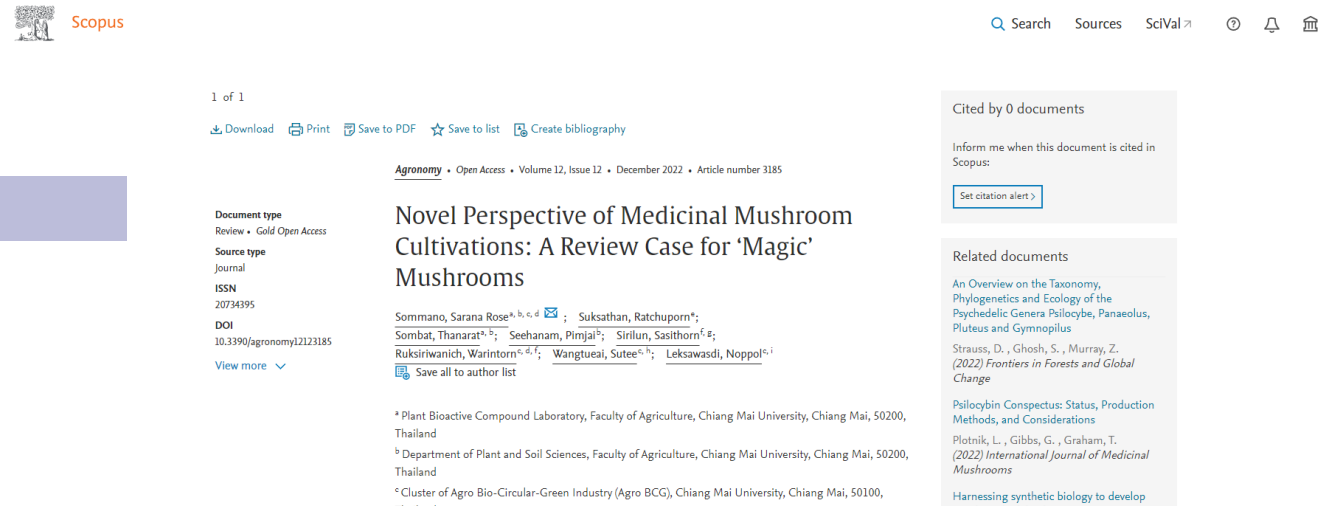 Scopus
Search Sources SciVal
1 of 1
Download Print Save to PDF Save to list Create bibliography
Agronomy • Open Access • Volume 12, Issue 12 • December 2022 • Article number 3185
Document type
Review • Gold Open Access
Source type
Journal
ISSN
20734395
DOI
10.3390/agronomy12123185
View more
Novel Perspective of Medicinal Mushroom
Cultivations: A Review Case for ‘Magic’
Mushrooms
Sommano, Sarana Rose a, b, c, d ; Suksathan, Ratchuporn e;
Sombat, Thanarat a, b; Seehanam, Pimjai b; Sirilun, Sasithorn f, g;
Ruksiriwanich, Warintorn c, d, f; Wangtueai, Sutee c, h; Leksawasdi, Noppol c, i
Save all to author list
a Plant Bioactive Compound Laboratory, Faculty of Agriculture, Chiang Mai University, Chiang Mai, 50200,
Thailand
b Department of Plant and Soil Sciences, Faculty of Agriculture, Chiang Mai University, Chiang Mai, 50200,
Thailand
c Cluster of Agro Bio-Circular-Green Industry (Agro BCG), Chiang Mai University, Chiang Mai, 50100,
Cited by 0 documents
Inform me when this document is cited in
Scopus:
Set citation alert
Related documents
An Overview on the Taxonomy,
Phylogenetics and Ecology of the
Psychedelic Genera Psilocybe, Panaeolus,
Pluteus and Gymnopilus
Strauss, D. , Ghosh, S. , Murray, Z.
(2022) Frontiers in Forests and Global
Change
Psilocybin Conspectus: Status, Production
Methods, and Considerations
Plotnik, L. , Gibbs, G. , Graham, T.
(2022) International Journal of Medicinal
Mushrooms
Harnessing synthetic biology to develop